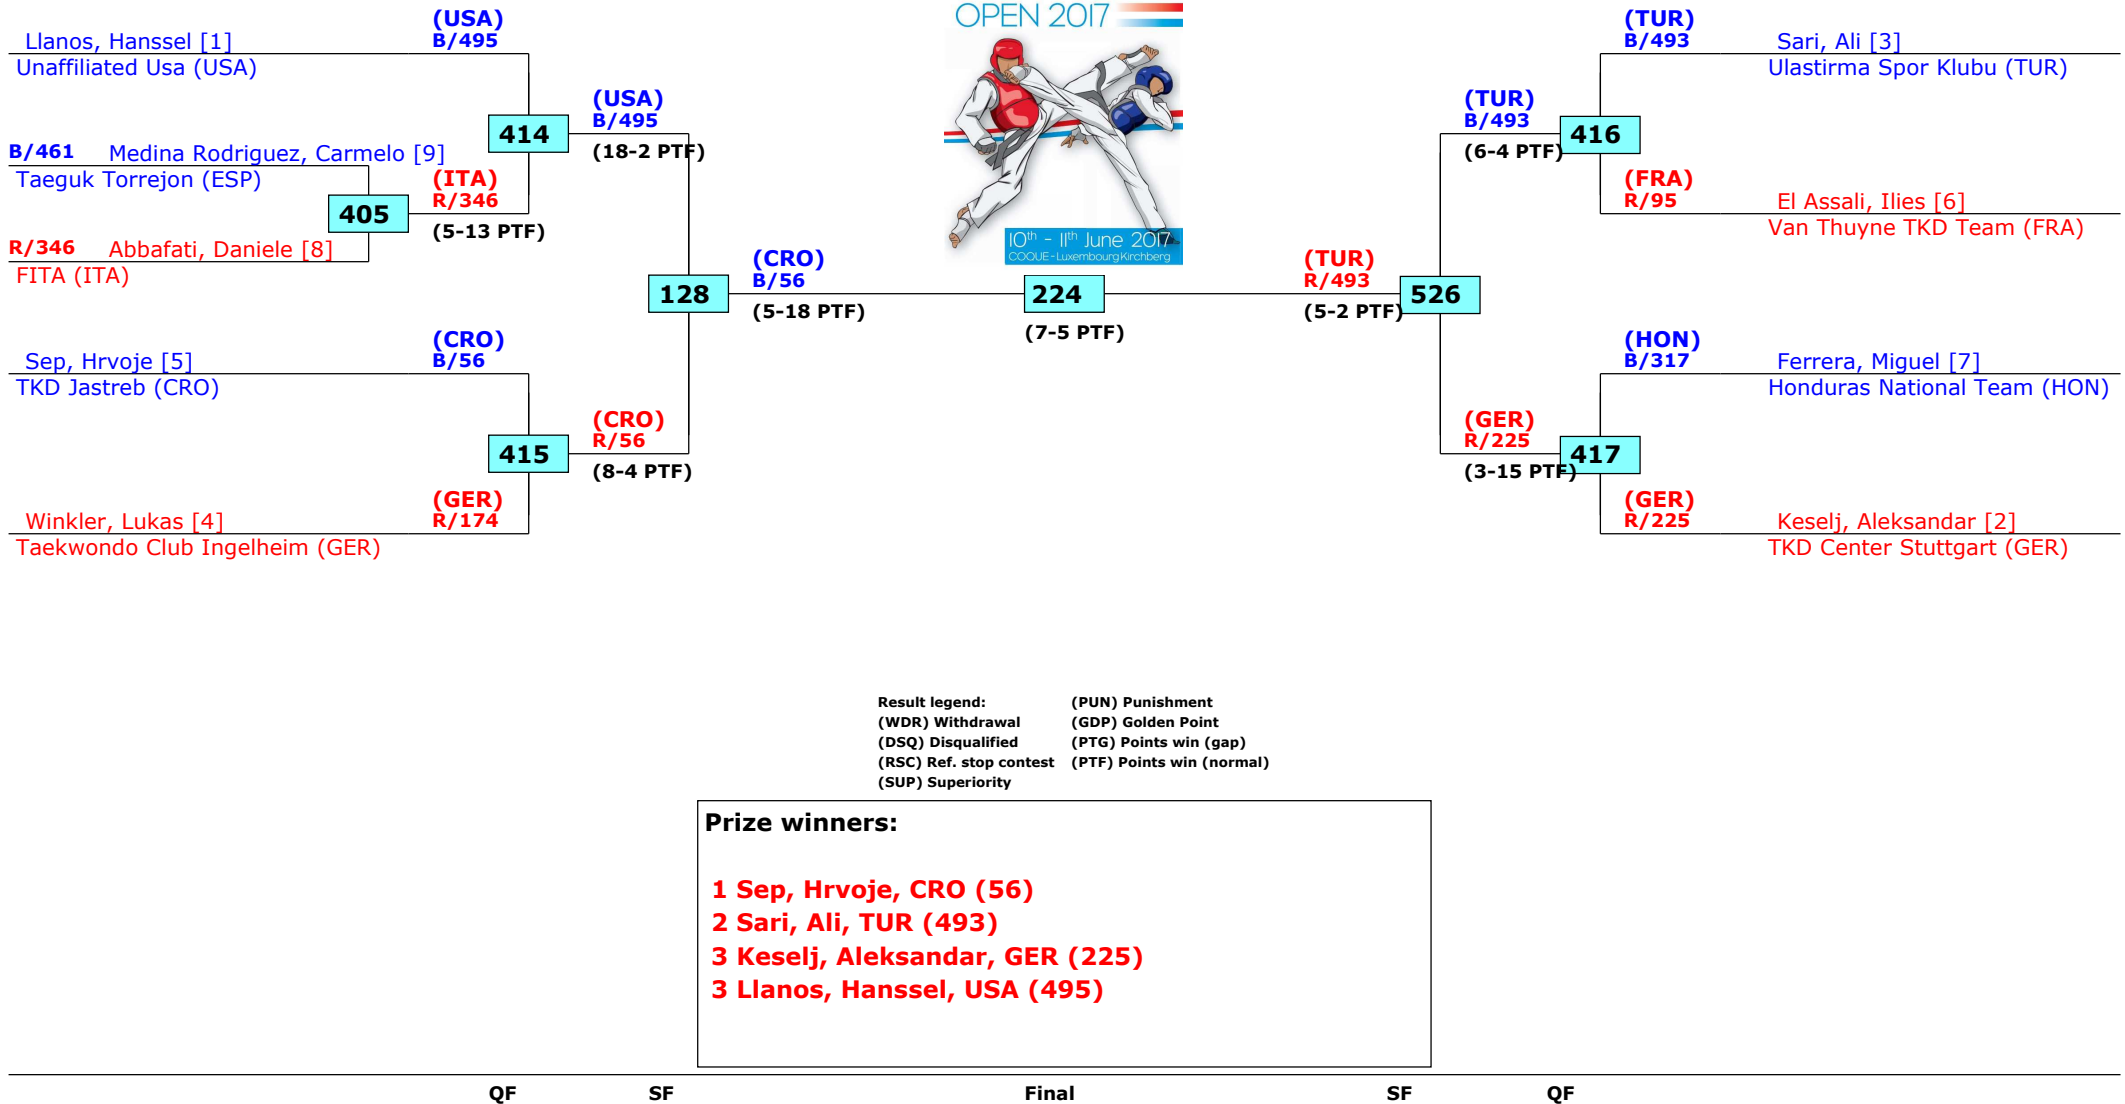 OPEN 2017
10th - 11th June 2017
COQUE - Luxembourg Kirchberg
Llanos, Hanssel [1]
Unaffiliated Usa (USA)
(USA)
B/495
414
(USA)
B/495
(18-2 PTF)
B/461 Medina Rodriguez, Carmelo [9]
Taeguk Torrejon (ESP)
405
(ITA)
R/346
(5-13 PTF)
R/346 Abbafati, Daniele [8]
FITA (ITA)
128
(CRO)
B/56
(5-18 PTF)
Sep, Hrvoje [5]
TKD Jastreb (CRO)
(CRO)
B/56
415
(CRO)
R/56
(8-4 PTF)
Winkler, Lukas [4]
Taekwondo Club Ingelheim (GER)
(GER)
R/174
224
(7-5 PTF)
(TUR)
R/493
(5-2 PTF)
526
(TUR)
B/493
(6-4 PTF)
416
(TUR)
B/493
Sari, Ali [3]
Ulastirma Spor Klubu (TUR)
(FRA)
R/95
El Assali, Ilies [6]
Van Thuyne TKD Team (FRA)
(HON)
B/317
Ferrera, Miguel [7]
Honduras National Team (HON)
(GER)
R/225
(3-15 PTF)
417
(GER)
R/225
Keselj, Aleksandar [2]
TKD Center Stuttgart (GER)
Result legend: (PUN) Punishment
(WDR) Withdrawal (GDP) Golden Point
(DSQ) Disqualified (PTG) Points win (gap)
(RSC) Ref. stop contest (PTF) Points win (normal)
(SUP) Superiority
Prize winners:
1 Sep, Hrvoje, CRO (56)
2 Sari, Ali, TUR (493)
3 Keselj, Aleksandar, GER (225)
3 Llanos, Hanssel, USA (495)
QF SF Final SF QF